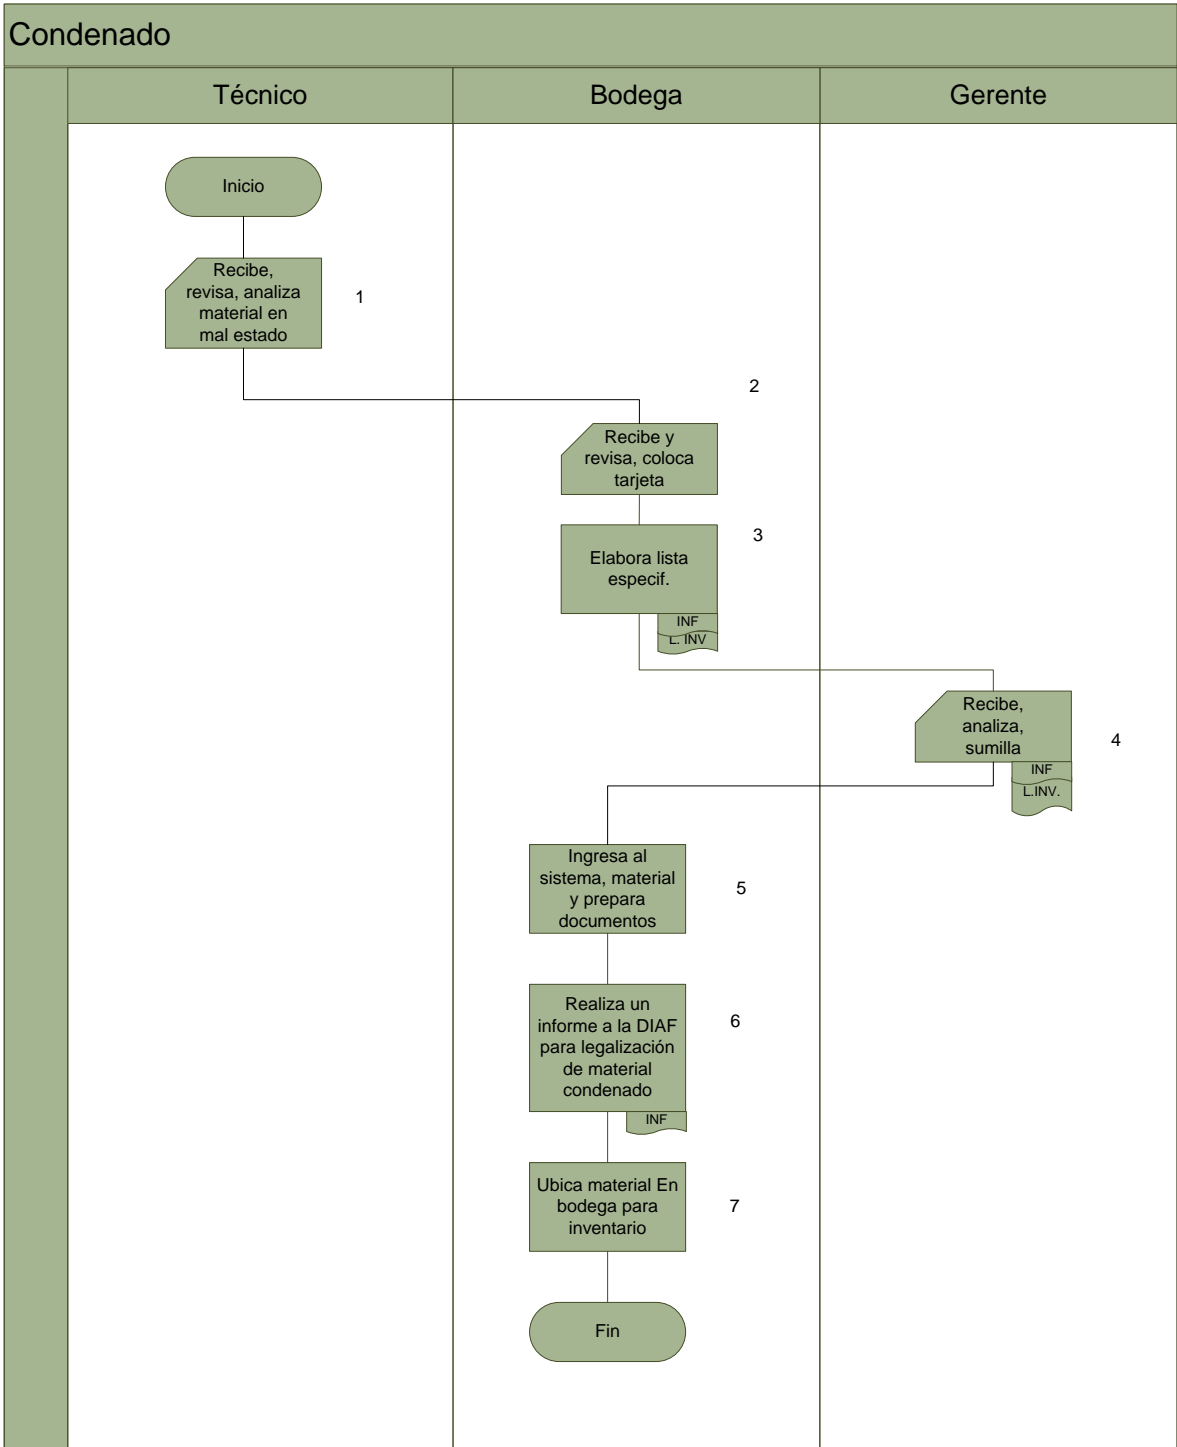 Condenado
Técnico
Bodega
Gerente
Inicio
Recibe,
revisa, analiza
material en
mal estado
1
2
Recibe y
revisa, coloca
tarjeta
3
Elabora lista
especif.
INF
L. INV
Recibe,
analiza,
sumilla
4
INF
L.INV.
Ingresa al
sistema, material
y prepara
documentos
5
Realiza un
informe a la DIAF
para legalización
de material
condenado
6
INF
Ubica material En
bodega para
inventario
7
Fin